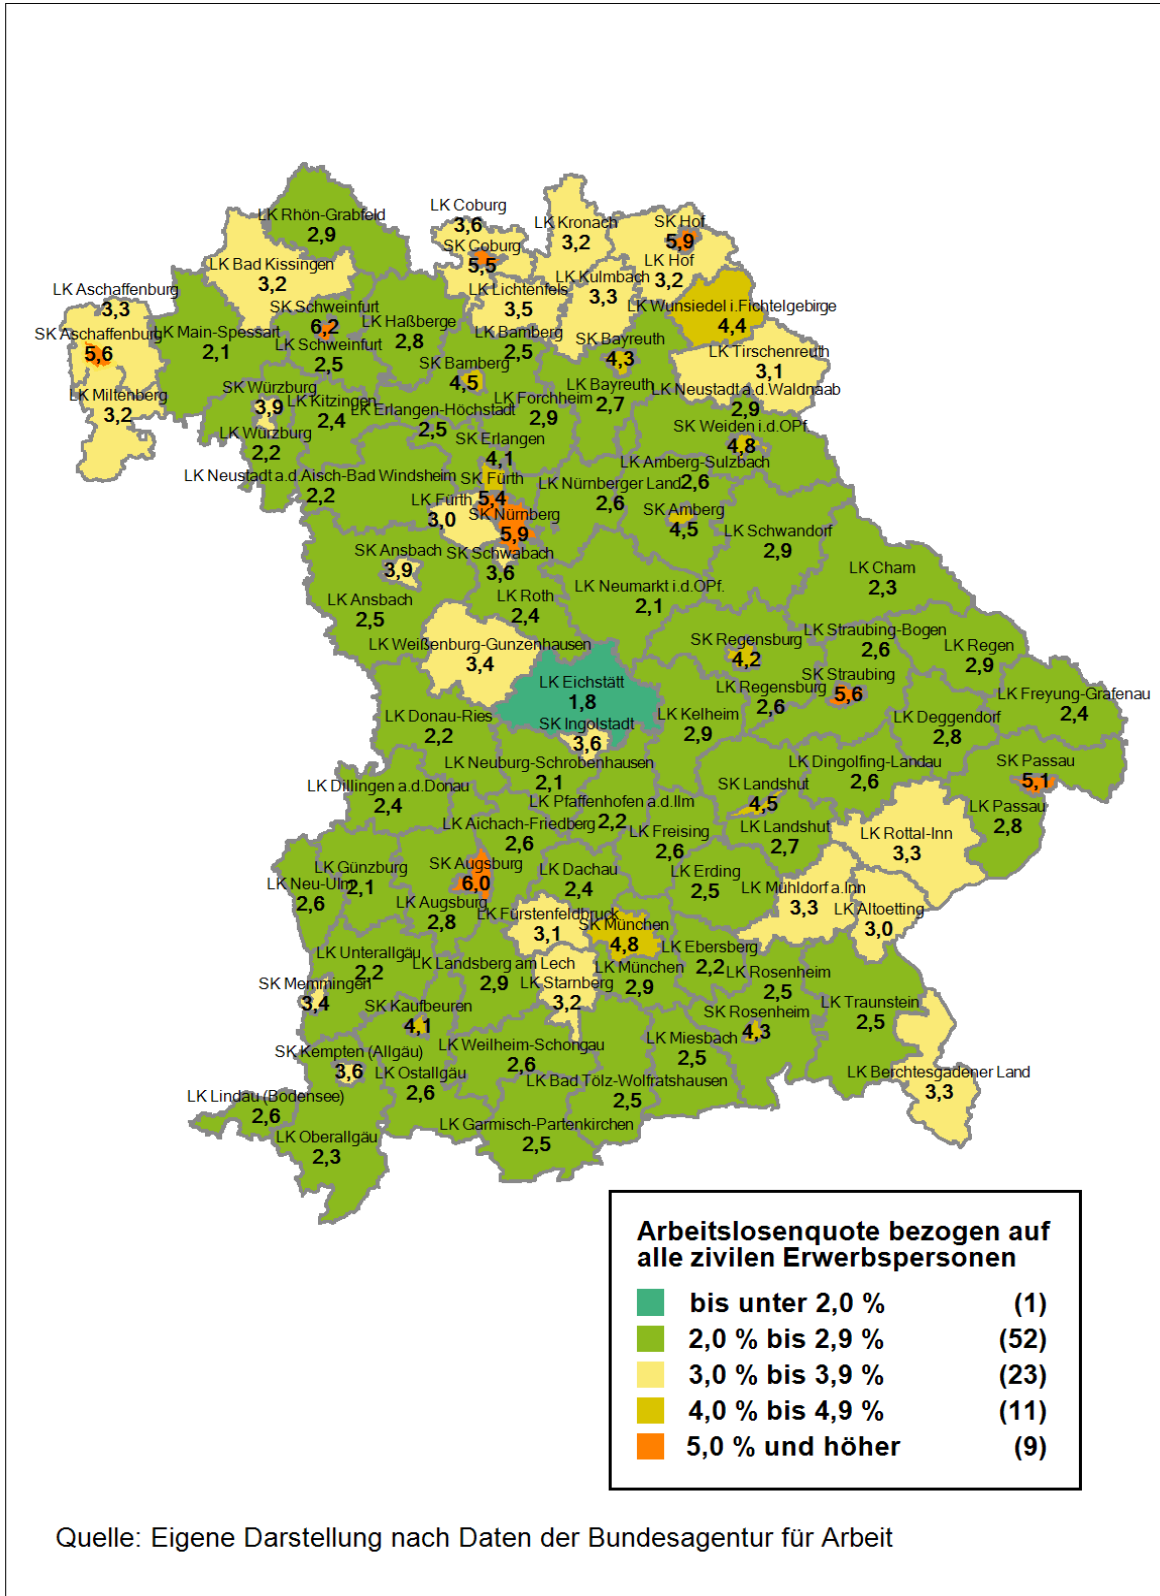 LK Rhön-Grabfeld
2,9
LK Coburg
3,6
SK Coburg
5,5
LK Kronach
3,2
SK Hof
5,9
LK Hof
3,2
LK Bad Kissingen
3,2
LK Aschaffenburg
3,3
SK Aschaffenburg
5,6
LK Main-Spessart
2,1
SK Schweinfurt
6,2
LK Schweinfurt
2,5
LK Haßberge
2,8
LK Lichtenfels
3,5
LK Kulmbach
3,3
LK Wunsiedel i.Fichtelgebirge
4,4
LK Bamberg
2,5
SK Bamberg
4,5
SK Bayreuth
4,3
LK Bayreuth
2,7
LK Tirschenreuth
3,1
LK Neustadt a.d.Waldnaab
2,9
LK Miltenberg
3,2
SK Würzburg
3,9
LK Würzburg
2,2
LK Kitzingen
2,4
LK Erlangen-Höchstadt
2,5
LK Forchheim
2,9
SK Weiden i.d.OPf.
4,8
SK Erlangen
4,1
LK Neustadt a.d.Aisch-Bad Windsheim
2,2
SK Fürth
5,4
LK Fürth
3,0
SK Nürnberg
5,9
LK Nürnberger Land
2,6
LK Amberg-Sulzbach
2,6
SK Amberg
4,5
LK Schwandorf
2,9
SK Ansbach
3,9
SK Schwabach
3,6
LK Ansbach
2,5
LK Roth
2,4
LK Neumarkt i.d.OPf.
2,1
LK Cham
2,3
LK Weißenburg-Gunzenhausen
3,4
SK Regensburg
4,2
LK Straubing-Bogen
2,6
LK Regen
2,9
LK Eichstätt
1,8
LK Regensburg
2,6
SK Straubing
5,6
LK Freyung-Grafenau
2,4
LK Donau-Ries
2,2
SK Ingolstadt
3,6
LK Kelheim
2,9
LK Deggendorf
2,8
LK Neuburg-Schrobenhausen
2,1
LK Dingolfing-Landau
2,6
SK Passau
5,1
LK Dillingen a.d.Donau
2,4
LK Pfaffenhofen a.d.Ilm
2,2
SK Landshut
4,5
LK Passau
2,8
LK Aichach-Friedberg
2,6
LK Freising
2,6
LK Landshut
2,7
LK Rottal-Inn
3,3
LK Günzburg
2,1
LK Neu-Ulm
2,6
SK Augsburg
6,0
LK Dachau
2,4
LK Erding
2,5
LK Mühldorf a.Inn
3,3
LK Augsburg
2,8
LK Fürstenfeldbruck
3,1
SK München
4,8
LK Altoetting
3,0
LK Unterallgäu
2,2
LK Landsberg am Lech
2,9
LK Starnberg
3,2
LK München
2,9
LK Ebersberg
2,2
LK Rosenheim
2,5
SK Memmingen
3,4
SK Kaufbeuren
4,1
SK Rosenheim
4,3
LK Traunstein
2,5
LK Weilheim-Schongau
2,6
LK Miesbach
2,5
SK Kempten (Allgäu)
3,6
LK Ostallgäu
2,6
LK Bad Tölz-Wolfratshausen
2,5
LK Berchtesgadener Land
3,3
LK Lindau (Bodensee)
2,6
LK Oberallgäu
2,3
LK Garmisch-Partenkirchen
2,5
Arbeitslosenquote bezogen auf
alle zivilen Erwerbspersonen
bis unter 2,0 % (1)
2,0 % bis 2,9 % (52)
3,0 % bis 3,9 % (23)
4,0 % bis 4,9 % (11)
5,0 % und höher (9)
Quelle: Eigene Darstellung nach Daten der Bundesagentur für Arbeit